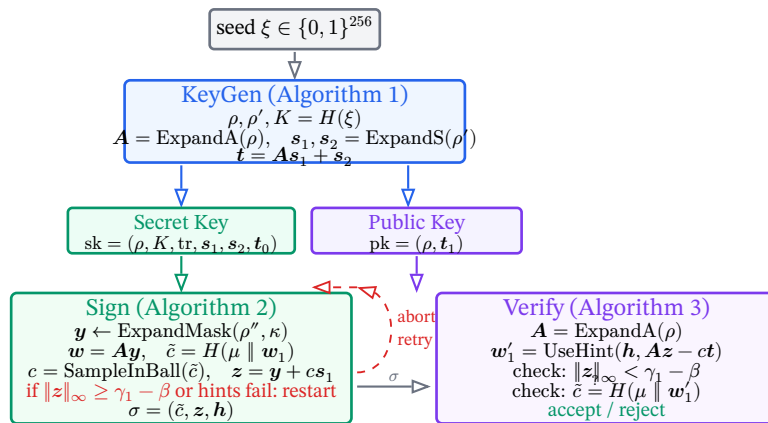 seed ξ ∈ {0, 1}^256
KeyGen (Algorithm 1)
ρ, ρ′, K = H(ξ)
A = ExpandA(ρ), s₁, s₂ = ExpandS(ρ′)
t = As₁ + s₂
Secret Key
sk = (ρ, K, tr, s₁, s₂, t₀)
Public Key
pk = (ρ, t₁)
Sign (Algorithm 2)
y ← ExpandMask(ρ″, κ)
w = Ay, c̃ = H(μ ∥ w₁)
c = SampleInBall(c̃), z = y + cs₁
if ∥z∥∞ ≥ γ₁ − β or hints fail: restart
σ = (c̃, z, h)
abort
retry
σ
Verify (Algorithm 3)
A = ExpandA(ρ)
w′₁ = UseHint(h, Az − ct)
check: ∥z∥∞ < γ₁ − β
check: c̃ = H(μ ∥ w′₁)
accept / reject